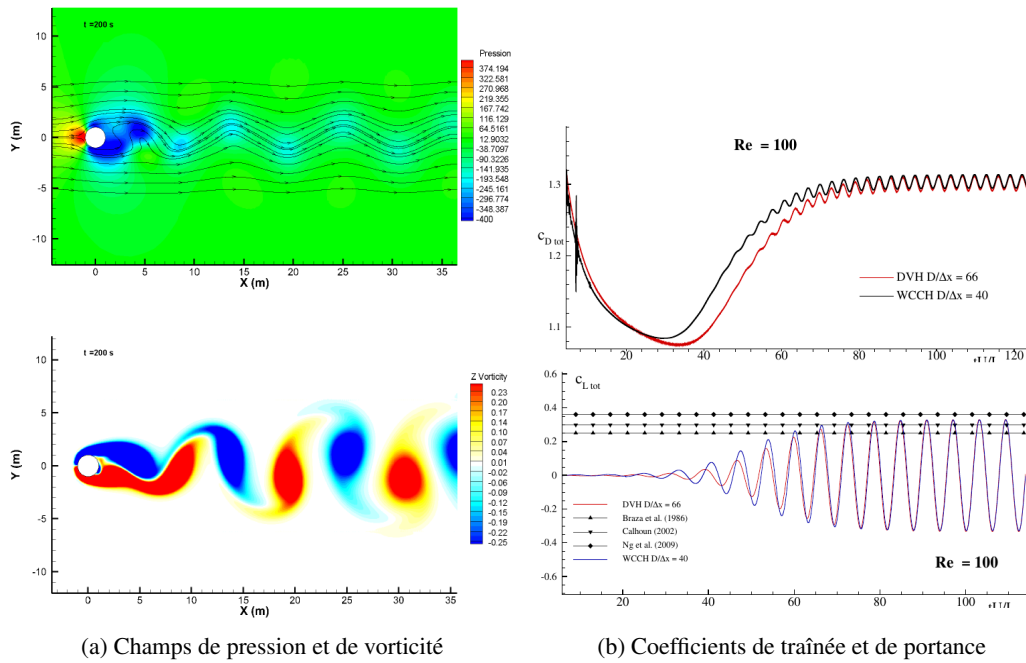 t =200 s
Y (m)
10
5
0
-5
-10
0 5 10 15 20 25 30 35
X (m)
Pression
374.194
322.581
270.968
219.355
167.742
116.129
64.5161
12.9032
-38.7097
-90.3226
-141.935
-193.548
-245.161
-296.774
-348.387
-400
t =200 s
Y (m)
10
5
0
-5
-10
0 5 10 15 20 25 30 35
X (m)
Z Vorticity
0.23
0.20
0.17
0.14
0.10
0.07
0.04
0.01
-0.01
-0.02
-0.06
-0.09
-0.12
-0.15
-0.19
-0.22
-0.25
(a) Champs de pression et de vorticité
Re = 100
1.3
c D tot
1.2
1.1
DVH D/Δx = 66
WCCH D/Δx = 40
20 40 60 80 100 120
0.6
c L tot
0.4
0.2
0
-0.2
-0.4
-0.6
DVH D/Δx = 66
Braza et al. (1986)
Calhoun (2002)
Ng et al. (2009)
WCCH D/Δx = 40
Re = 100
20 40 60 80 100
(b) Coefficients de traînée et de portance